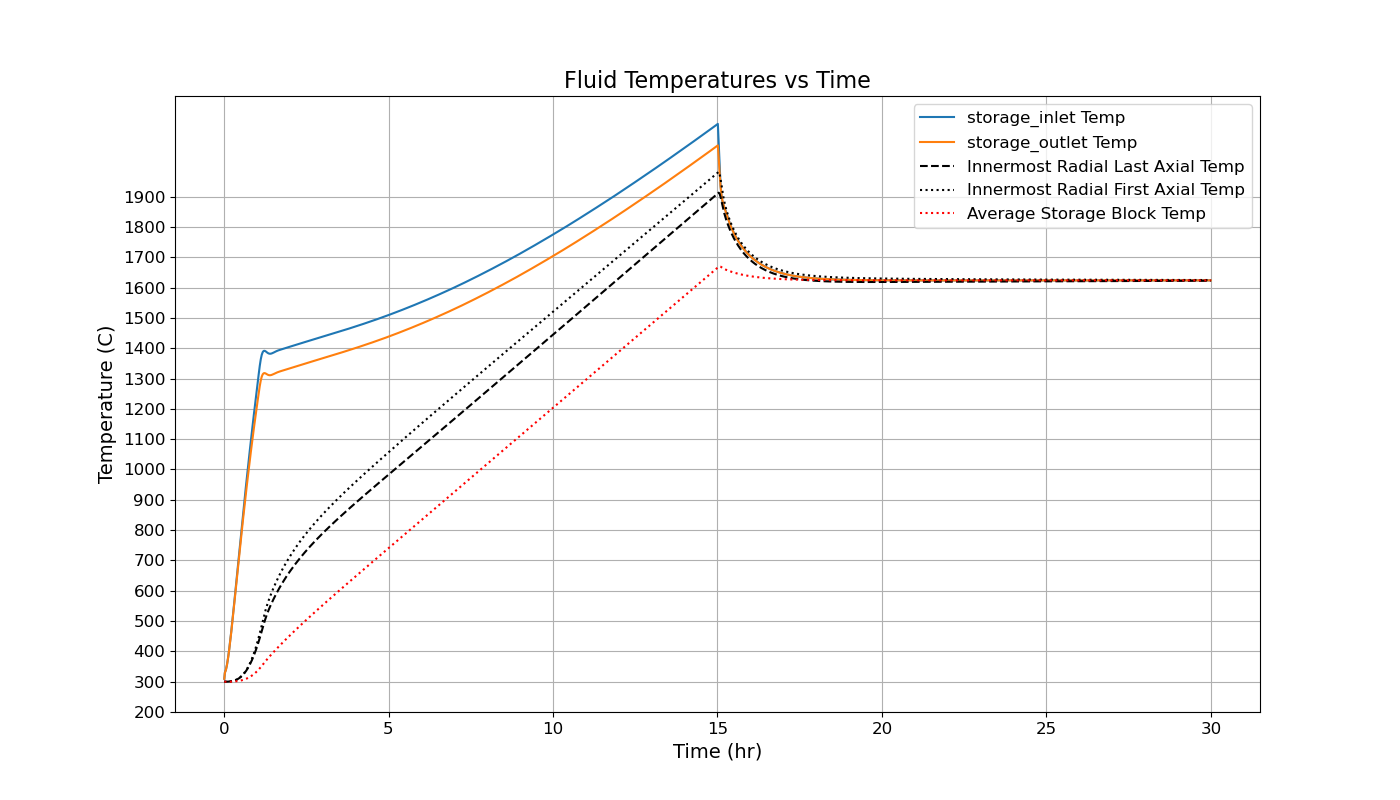 Fluid Temperatures vs Time
storage_inlet Temp
storage_outlet Temp
Innermost Radial Last Axial Temp
Innermost Radial First Axial Temp
Average Storage Block Temp
Temperature (C)
1900
1800
1700
1600
1500
1400
1300
1200
1100
1000
900
800
700
600
500
400
300
200
0 5 10 15 20 25 30
Time (hr)